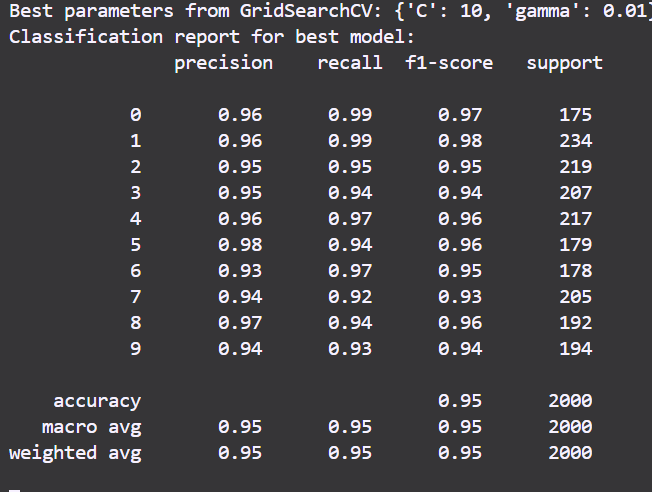 Best parameters from GridSearchCV: {'C': 10, 'gamma': 0.01}
Classification report for best model:
precision recall f1-score support
0 0.96 0.99 0.97 175
1 0.96 0.99 0.98 234
2 0.95 0.95 0.95 219
3 0.95 0.94 0.94 207
4 0.96 0.97 0.96 217
5 0.98 0.94 0.96 179
6 0.93 0.97 0.95 178
7 0.94 0.92 0.93 205
8 0.97 0.94 0.96 192
9 0.94 0.93 0.94 194
accuracy 0.95 2000
macro avg 0.95 0.95 0.95 2000
weighted avg 0.95 0.95 0.95 2000